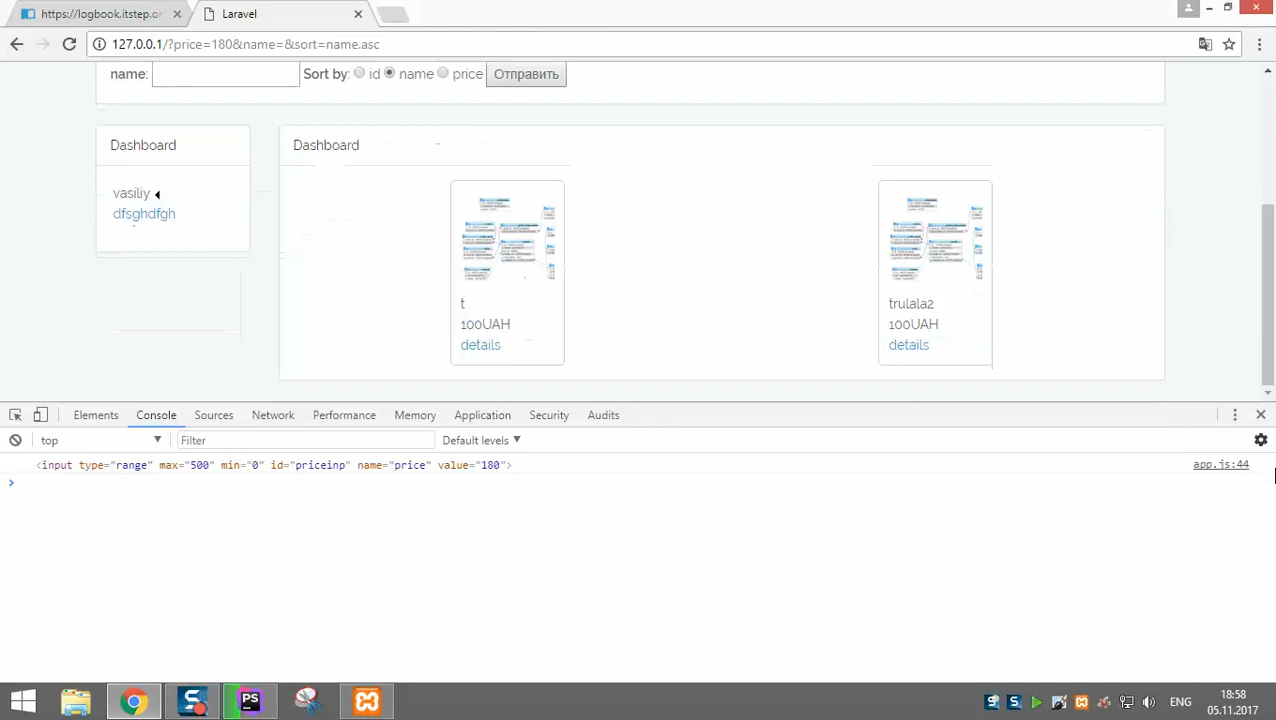 https://logbook.itstep.or
Laravel
127.0.0.1/?price=180&name=&sort=name.asc
name: Sort by: id name price Отправить
Dashboard
vasiliy
dfsghdfgh
Dashboard
t
100UAH
details
trulala2
100UAH
details
Elements Console Sources Network Performance Memory Application Security Audits
top Filter Default levels
<input type="range" max="500" min="0" id="priceinp" name="price" value="180"> app.js:44
PS
ENG
18:58
05.11.2017